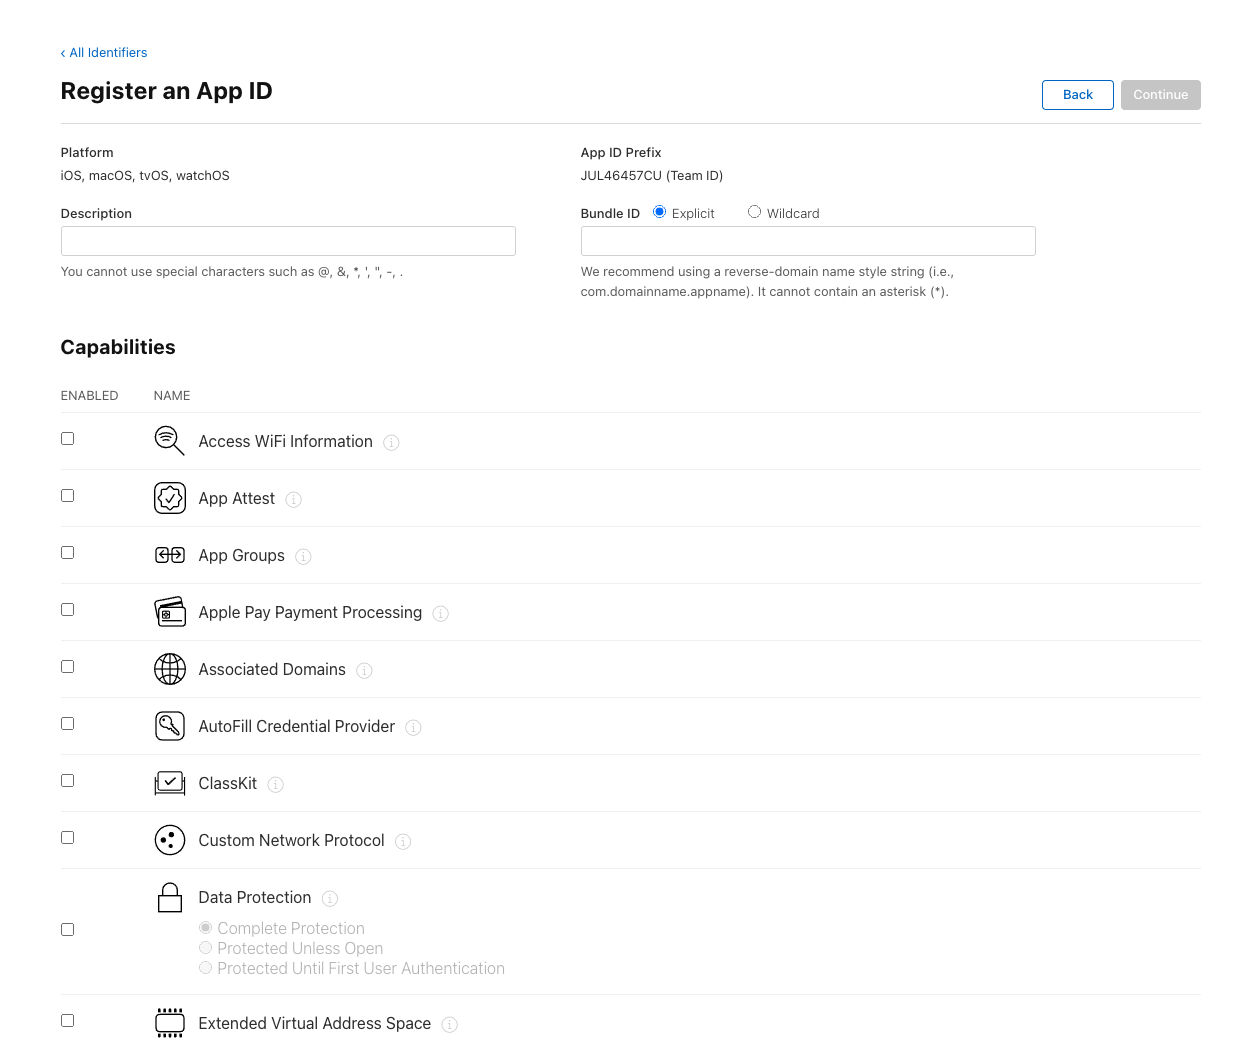 ‹ All Identifiers
Register an App ID
Back
Continue
Platform
iOS, macOS, tvOS, watchOS
App ID Prefix
JUL46457CU (Team ID)
Description
You cannot use special characters such as @, &, *, ', ", -, .
Bundle ID Explicit Wildcard
We recommend using a reverse-domain name style string (i.e.,
com.domainname.appname). It cannot contain an asterisk (*).
Capabilities
ENABLED NAME
Access WiFi Information
App Attest
App Groups
Apple Pay Payment Processing
Associated Domains
AutoFill Credential Provider
ClassKit
Custom Network Protocol
Data Protection
Complete Protection
Protected Unless Open
Protected Until First User Authentication
Extended Virtual Address Space